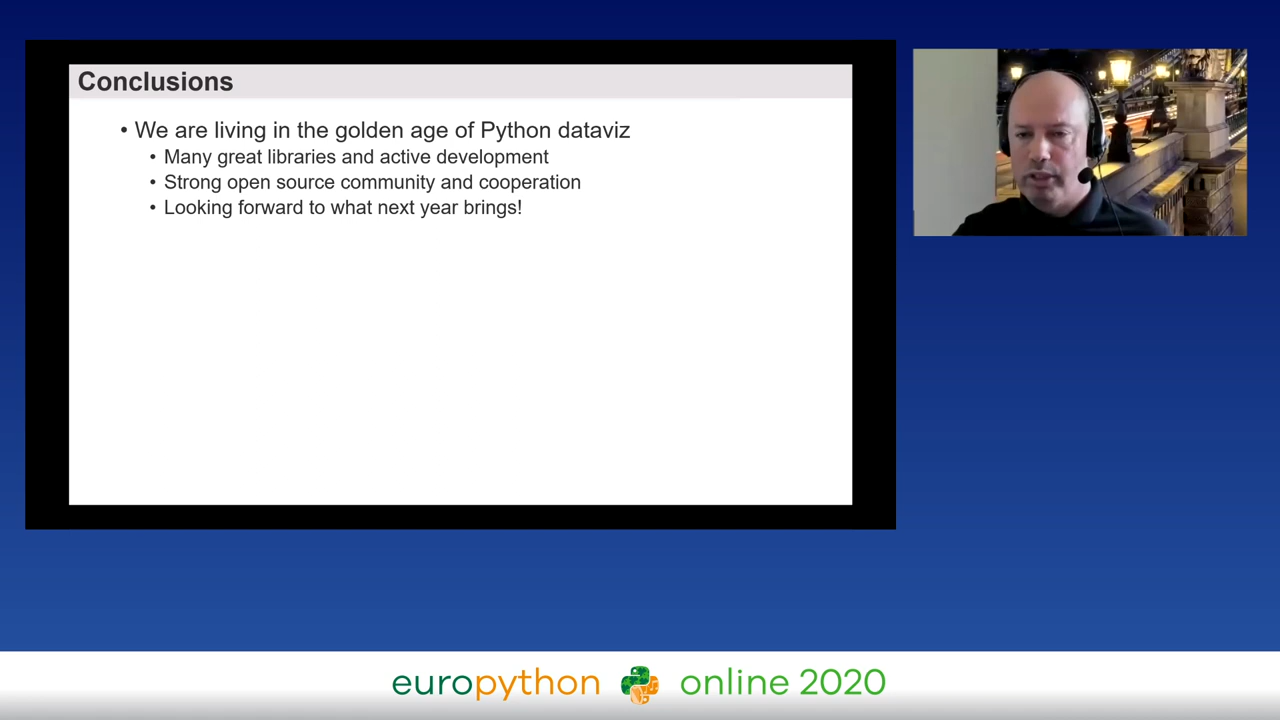 Conclusions
• We are living in the golden age of Python dataviz
• Many great libraries and active development
• Strong open source community and cooperation
• Looking forward to what next year brings!
europython online 2020